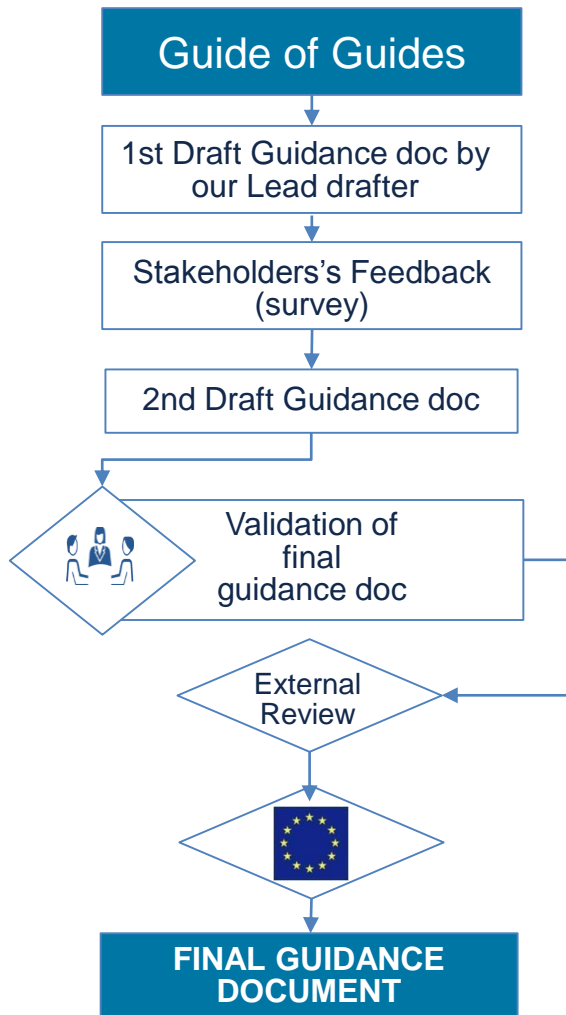 Guide of Guides
1st Draft Guidance doc by
our Lead drafter
Stakeholders's Feedback
(survey)
2nd Draft Guidance doc
Validation of
final
guidance doc
External
Review
FINAL GUIDANCE
DOCUMENT